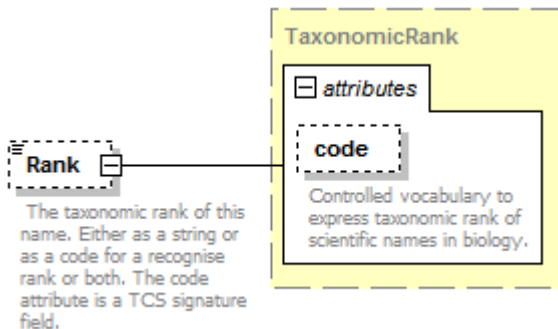 TaxonomicRank
attributes
code
Controlled vocabulary to
express taxonomic rank of
scientific names in biology.
Rank
The taxonomic rank of this
name. Either as a string or
as a code for a recognise
rank or both. The code
attribute is a TCS signature
field.